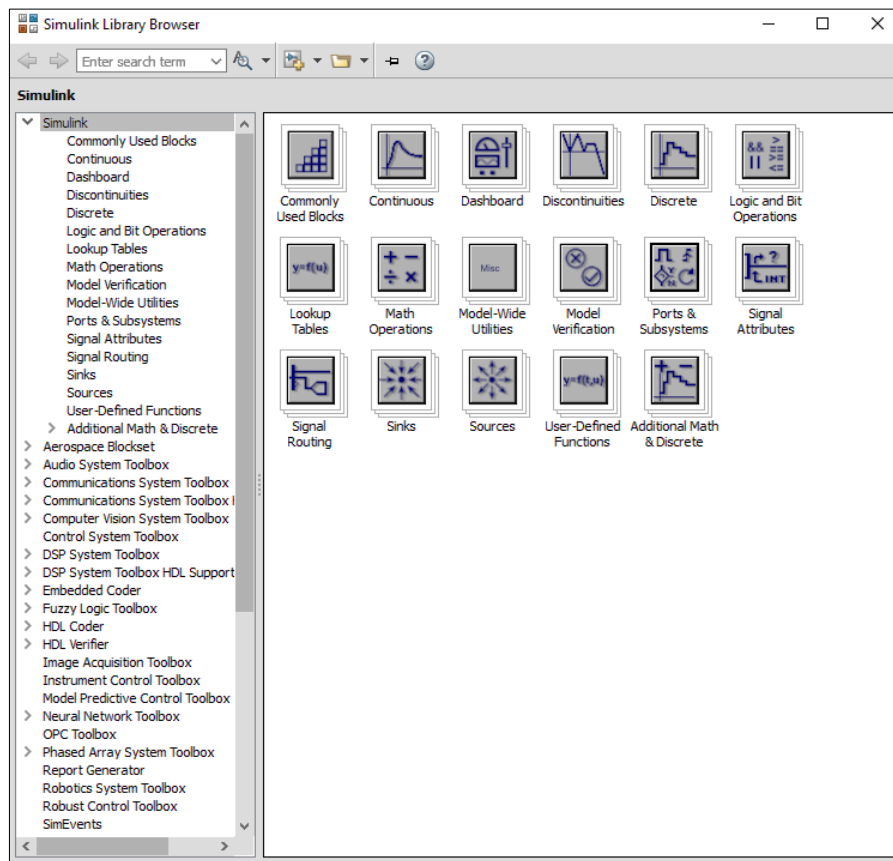 Simulink Library Browser
Enter search term
Simulink
Simulink
Commonly Used Blocks
Continuous
Dashboard
Discontinuities
Discrete
Logic and Bit Operations
Lookup Tables
Math Operations
Model Verification
Model-Wide Utilities
Ports & Subsystems
Signal Attributes
Signal Routing
Sinks
Sources
User-Defined Functions
Additional Math & Discrete
Aerospace Blockset
Audio System Toolbox
Communications System Toolbox
Communications System Toolbox
Computer Vision System Toolbox
Control System Toolbox
DSP System Toolbox
DSP System Toolbox HDL Support
Embedded Coder
Fuzzy Logic Toolbox
HDL Coder
HDL Verifier
Image Acquisition Toolbox
Instrument Control Toolbox
Model Predictive Control Toolbox
Neural Network Toolbox
OPC Toolbox
Phased Array System Toolbox
Report Generator
Robotics System Toolbox
Robust Control Toolbox
SimEvents
Commonly
Used Blocks
Continuous
Dashboard
Discontinuities
Discrete
&& >
|| >=
==
<=
Logic and Bit
Operations
y=f(u)
Lookup
Tables
+ −
÷ ×
Math
Operations
Misc
Model-Wide
Utilities
Model
Verification
Ports &
Subsystems
?
INT
Signal
Attributes
Signal
Routing
Sinks
Sources
y=f(t,u)
User-Defined
Functions
Additional Math
& Discrete